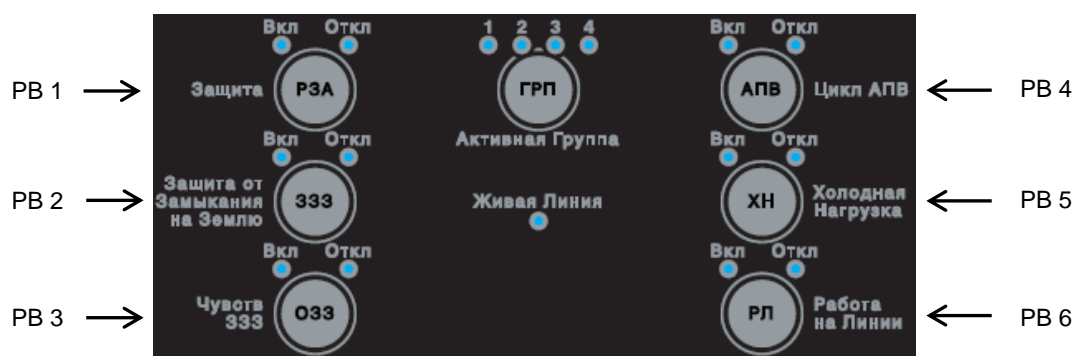 Вкл Откл
1 2 3 4
Вкл Откл
PB 1
Защита
РЗА
ГРП
АПВ
Цикл АПВ
PB 4
Активная Группа
Вкл Откл
Вкл Откл
PB 2
Защита от
Замыкания
на Землю
ЗЗЗ
Живая Линия
ХН
Холодная
Нагрузка
PB 5
Вкл Откл
Вкл Откл
PB 3
Чувств
ЗЗЗ
ОЗЗ
РЛ
Работа
на Линии
PB 6